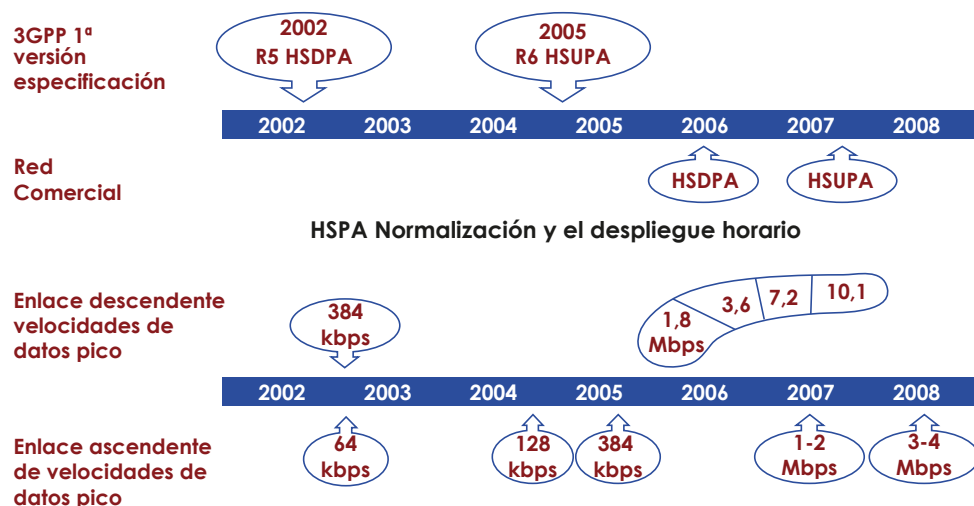 3GPP 1ª
versión
especificación
2002
R5 HSDPA
2005
R6 HSUPA
2002 2003 2004 2005 2006 2007 2008
Red
Comercial
HSDPA
HSUPA
HSPA Normalización y el despliegue horario
Enlace descendente
velocidades de
datos pico
384
kbps
1,8
Mbps
3,6
7,2
10,1
2002 2003 2004 2005 2006 2007 2008
Enlace ascendente
de velocidades de
datos pico
64
kbps
128
kbps
384
kbps
1-2
Mbps
3-4
Mbps